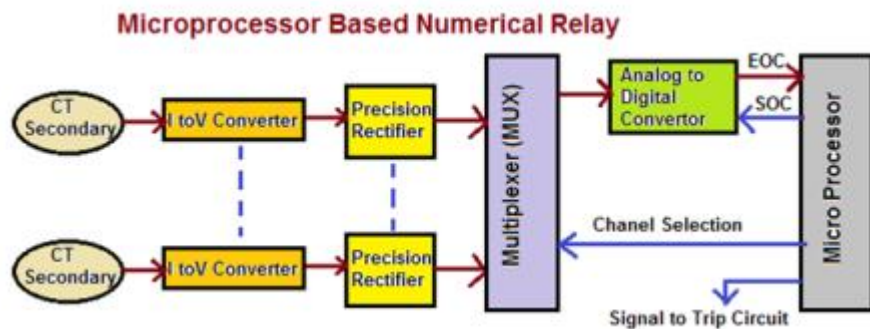 Microprocessor Based Numerical Relay
CT
Secondary
I toV Converter
Precision
Rectifier
Multiplexer (MUX)
Analog to
Digital
Convertor
EOC
SOC
Micro Processor
Chanel Selection
CT
Secondary
I toV Converter
Precision
Rectifier
Signal to Trip Circuit